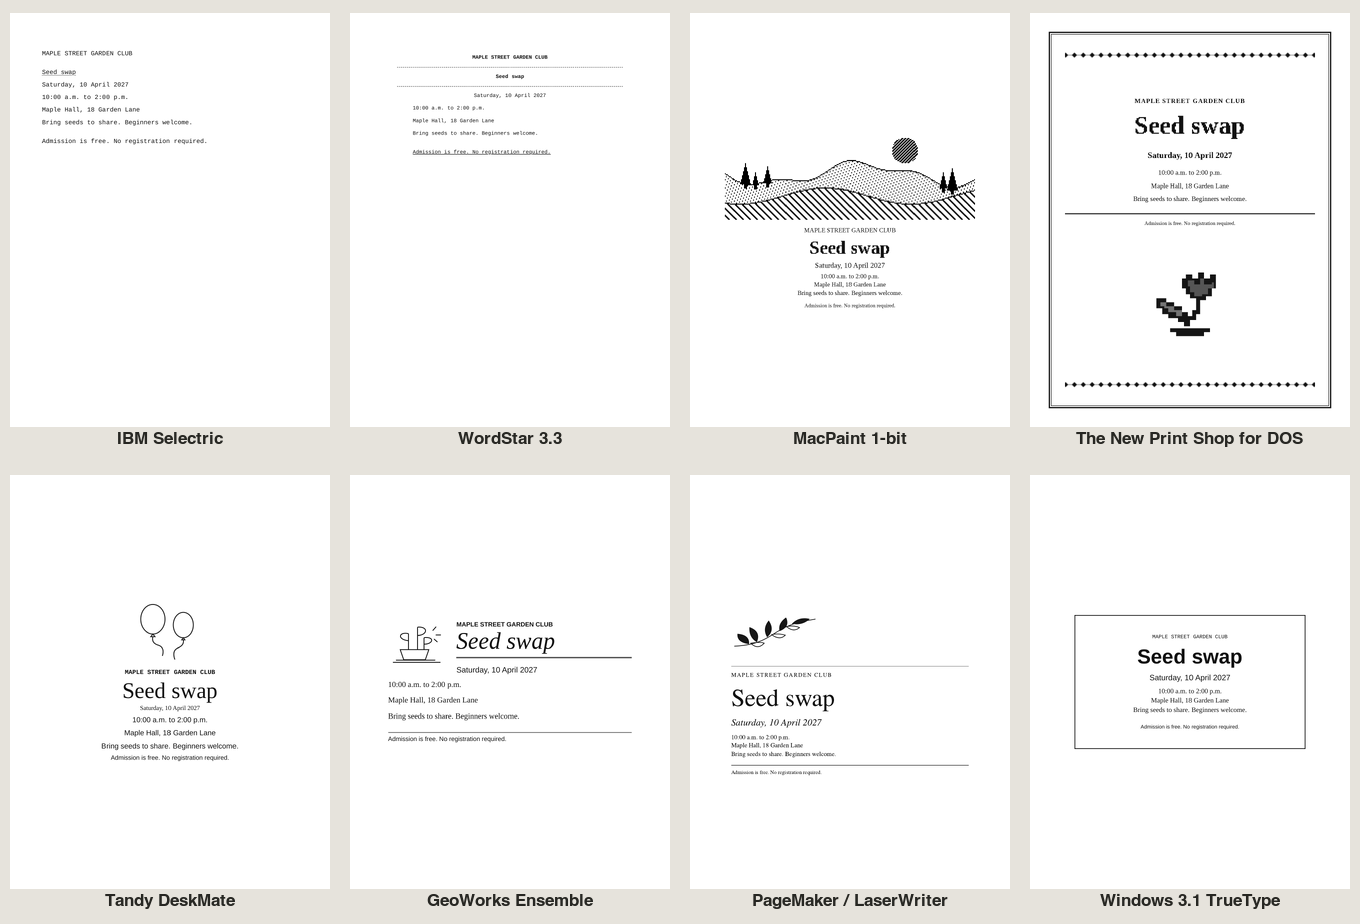 MAPLE STREET GARDEN CLUB
Seed swap
Saturday, 10 April 2027
10:00 a.m. to 2:00 p.m.
Maple Hall, 18 Garden Lane
Bring seeds to share. Beginners welcome.
Admission is free. No registration required.
IBM Selectric
MAPLE STREET GARDEN CLUB
Seed swap
Saturday, 10 April 2027
10:00 a.m. to 2:00 p.m.
Maple Hall, 18 Garden Lane
Bring seeds to share. Beginners welcome.
Admission is free. No registration required.
WordStar 3.3
MAPLE STREET GARDEN CLUB
Seed swap
Saturday, 10 April 2027
10:00 a.m. to 2:00 p.m.
Maple Hall, 18 Garden Lane
Bring seeds to share. Beginners welcome.
Admission is free. No registration required.
MacPaint 1-bit
MAPLE STREET GARDEN CLUB
Seed swap
Saturday, 10 April 2027
10:00 a.m. to 2:00 p.m.
Maple Hall, 18 Garden Lane
Bring seeds to share. Beginners welcome.
Admission is free. No registration required.
The New Print Shop for DOS
MAPLE STREET GARDEN CLUB
Seed swap
Saturday, 10 April 2027
10:00 a.m. to 2:00 p.m.
Maple Hall, 18 Garden Lane
Bring seeds to share. Beginners welcome.
Admission is free. No registration required.
Tandy DeskMate
MAPLE STREET GARDEN CLUB
Seed swap
Saturday, 10 April 2027
10:00 a.m. to 2:00 p.m.
Maple Hall, 18 Garden Lane
Bring seeds to share. Beginners welcome.
Admission is free. No registration required.
GeoWorks Ensemble
MAPLE STREET GARDEN CLUB
Seed swap
Saturday, 10 April 2027
10:00 a.m. to 2:00 p.m.
Maple Hall, 18 Garden Lane
Bring seeds to share. Beginners welcome.
Admission is free. No registration required.
PageMaker / LaserWriter
MAPLE STREET GARDEN CLUB
Seed swap
Saturday, 10 April 2027
10:00 a.m. to 2:00 p.m.
Maple Hall, 18 Garden Lane
Bring seeds to share. Beginners welcome.
Admission is free. No registration required.
Windows 3.1 TrueType